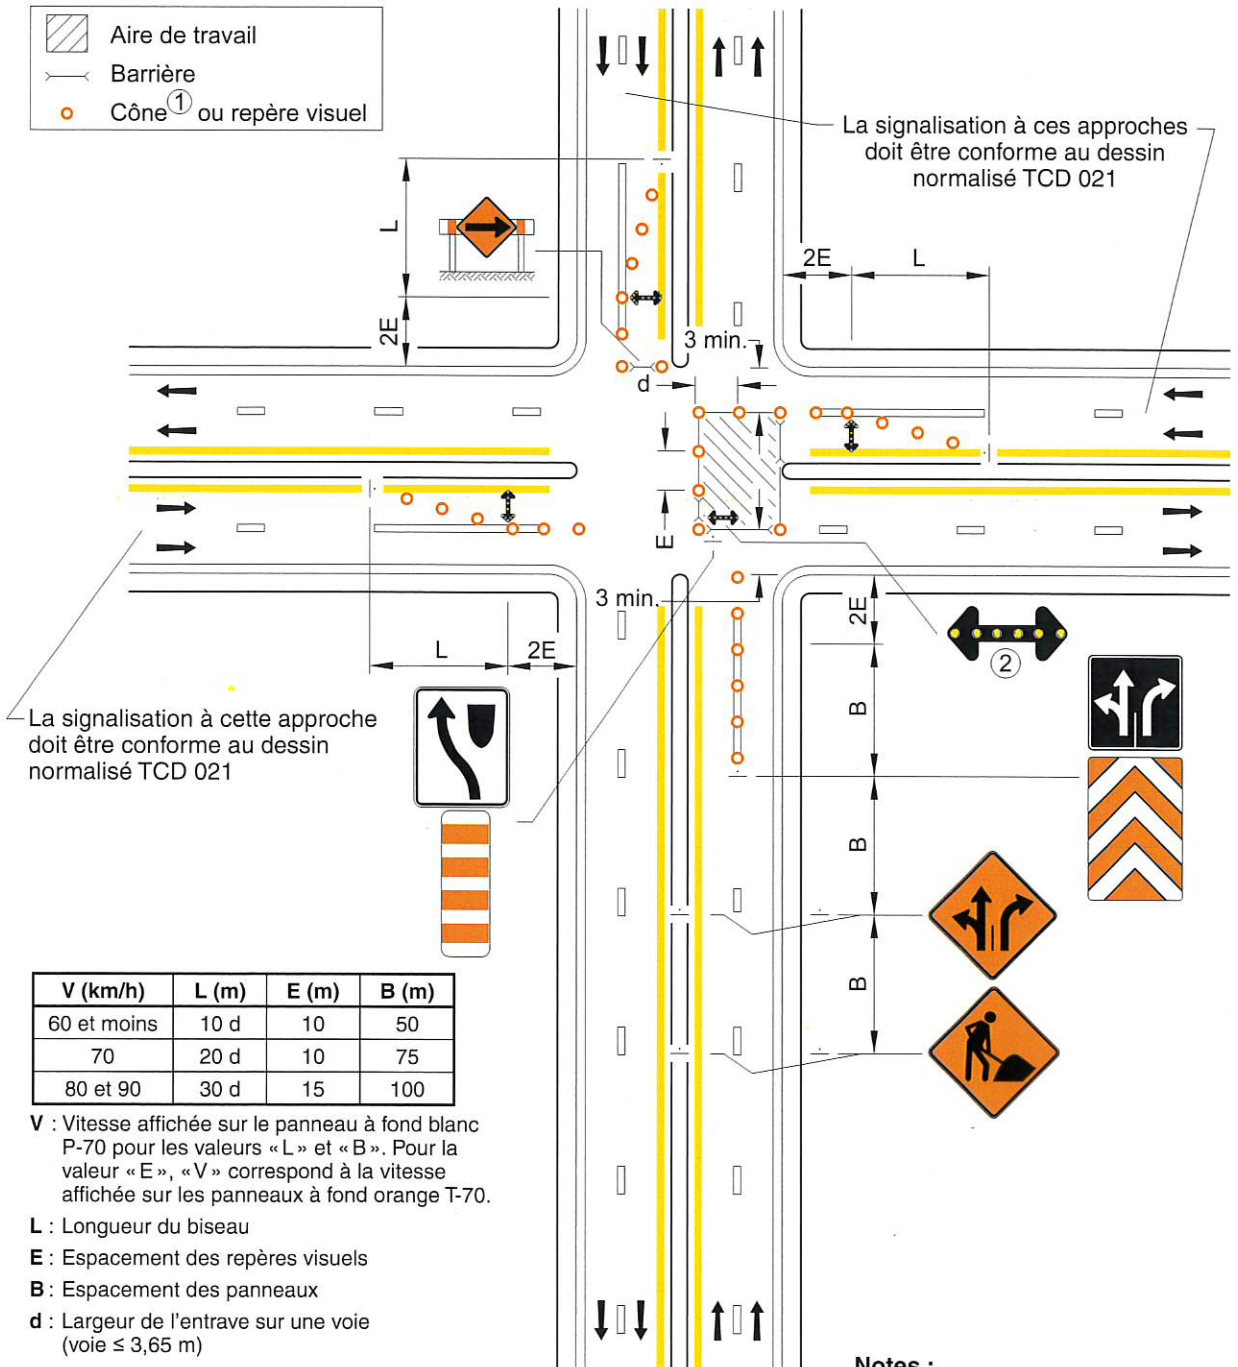 Aire de travail
Barrière
Cône ① ou repère visuel
La signalisation à ces approches
doit être conforme au dessin
normalisé TCD 021
L
2E
2E
L
3 min.
d
E
3 min.
2E
L
2E
B
②
La signalisation à cette approche
doit être conforme au dessin
normalisé TCD 021
B
B
V (km/h) L (m) E (m) B (m)
60 et moins 10 d 10 50
70 20 d 10 75
80 et 90 30 d 15 100
V : Vitesse affichée sur le panneau à fond blanc
P-70 pour les valeurs «L» et «B». Pour la
valeur «E», «V» correspond à la vitesse
affichée sur les panneaux à fond orange T-70.
L : Longueur du biseau
E : Espacement des repères visuels
B : Espacement des panneaux
d : Largeur de l'entrave sur une voie
(voie ≤ 3,65 m)
Notes :